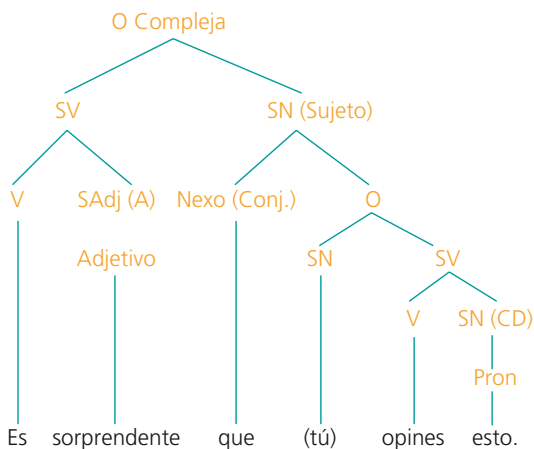 O Compleja
SV SN (Sujeto)
V SAdj (A) Nexo (Conj.) O
Adjetivo SN SV
V SN (CD)
Pron
Es sorprendente que (tú) opines esto.